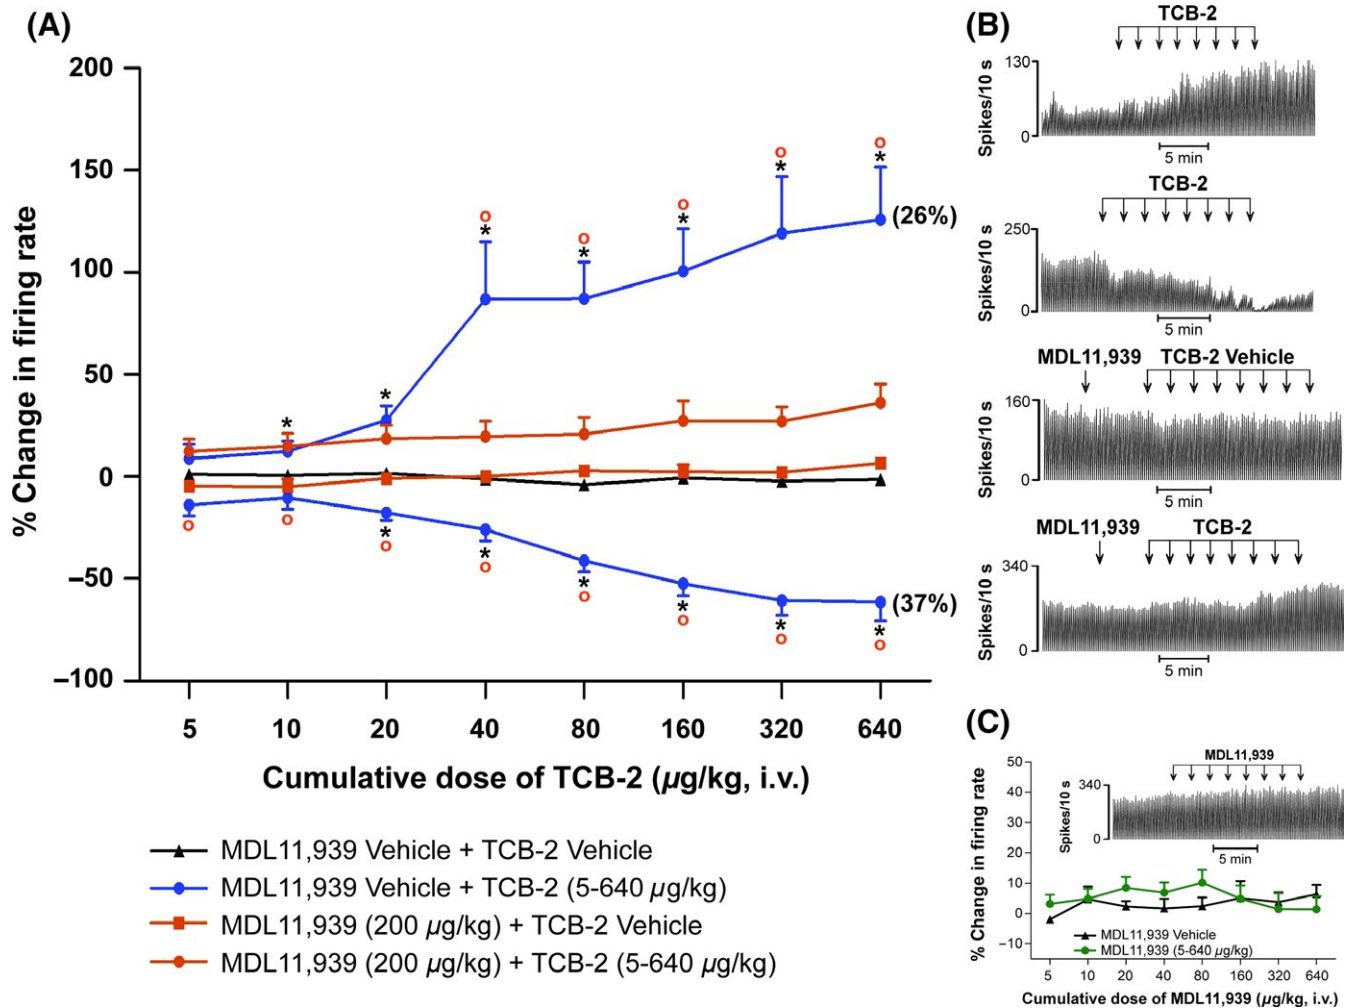 (A)
200
150
100
50
0
−50
−100
% Change in firing rate
o o o o o
* * * * * * *
(26%)
(37%)
o o * * * * * *
o o o o o o
5 10 20 40 80 160 320 640
Cumulative dose of TCB-2 (µg/kg, i.v.)
MDL11,939 Vehicle + TCB-2 Vehicle
MDL11,939 Vehicle + TCB-2 (5-640 µg/kg)
MDL11,939 (200 µg/kg) + TCB-2 Vehicle
MDL11,939 (200 µg/kg) + TCB-2 (5-640 µg/kg)
(B)
TCB-2
130
0
Spikes/10 s
5 min
TCB-2
250
0
Spikes/10 s
5 min
MDL11,939 TCB-2 Vehicle
160
0
Spikes/10 s
5 min
MDL11,939 TCB-2
340
0
Spikes/10 s
5 min
(C)
MDL11,939
340
0
Spikes/10 s
5 min
50
40
30
20
10
0
−10
% Change in firing rate
MDL11,939 Vehicle
MDL11,939 (5-640 µg/kg)
5 10 20 40 80 160 320 640
Cumulative dose of MDL11,939 (µg/kg, i.v.)